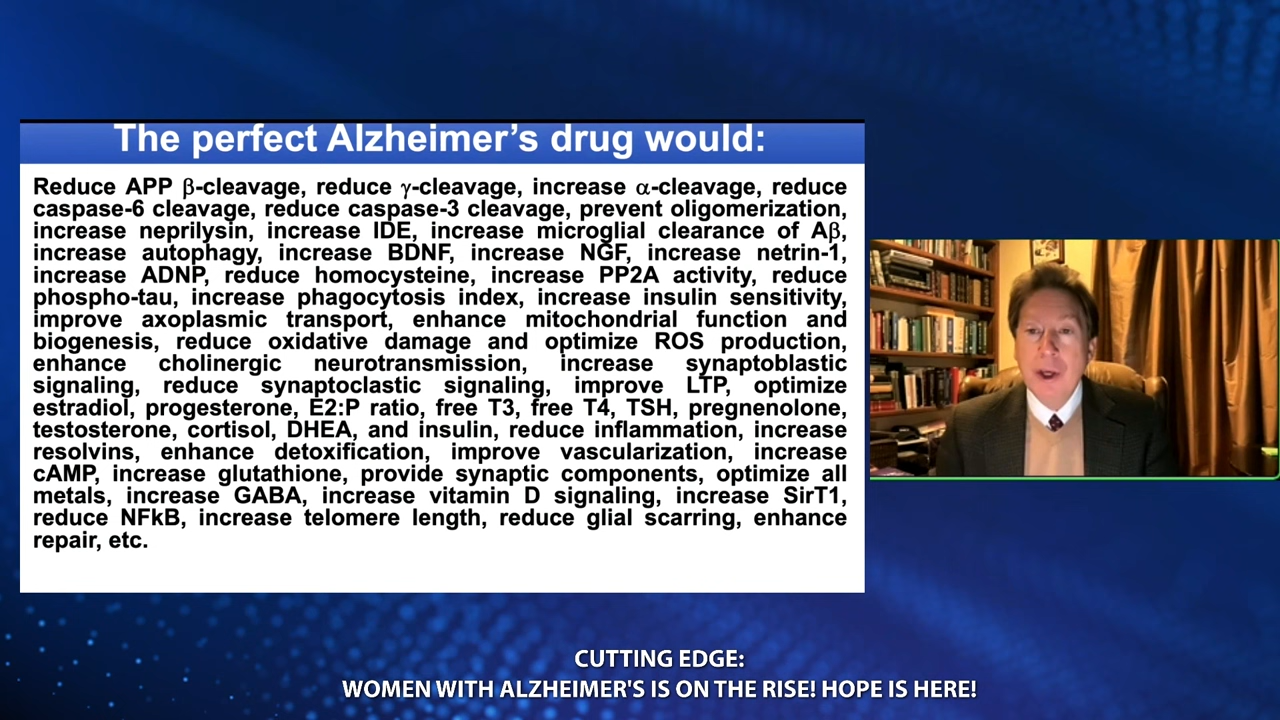 The perfect Alzheimer's drug would:
Reduce APP β-cleavage, reduce γ-cleavage, increase α-cleavage, reduce
caspase-6 cleavage, reduce caspase-3 cleavage, prevent oligomerization,
increase neprilysin, increase IDE, increase microglial clearance of Aβ,
increase autophagy, increase BDNF, increase NGF, increase netrin-1,
increase ADNP, reduce homocysteine, increase PP2A activity, reduce
phospho-tau, increase phagocytosis index, increase insulin sensitivity,
improve axoplasmic transport, enhance mitochondrial function and
biogenesis, reduce oxidative damage and optimize ROS production,
enhance cholinergic neurotransmission, increase synaptoblastic
signaling, reduce synaptoclastic signaling, improve LTP, optimize
estradiol, progesterone, E2:P ratio, free T3, free T4, TSH, pregnenolone,
testosterone, cortisol, DHEA, and insulin, reduce inflammation, increase
resolvins, enhance detoxification, improve vascularization, increase
cAMP, increase glutathione, provide synaptic components, optimize all
metals, increase GABA, increase vitamin D signaling, increase SirT1,
reduce NFkB, increase telomere length, reduce glial scarring, enhance
repair, etc.
CUTTING EDGE:
WOMEN WITH ALZHEIMER'S IS ON THE RISE! HOPE IS HERE!